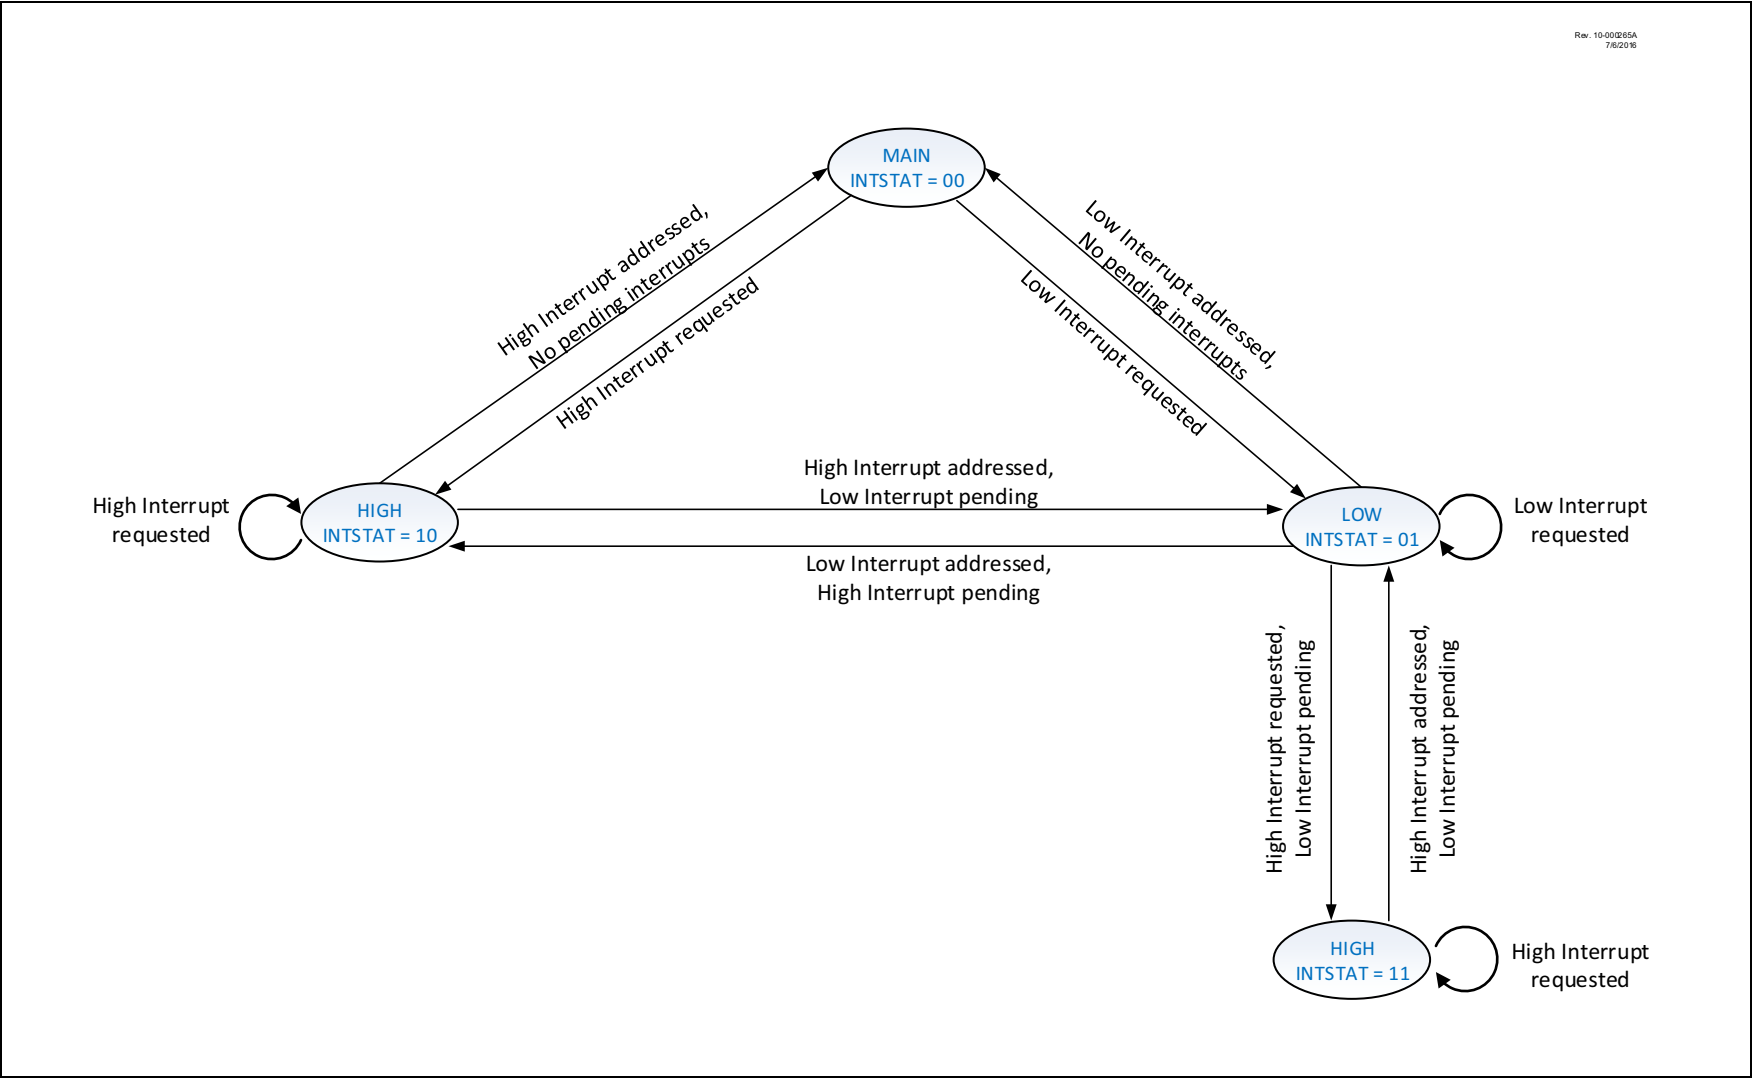 Rev. 10-000265A
7/6/2016
MAIN
INTSTAT = 00
High Interrupt addressed,
No pending interrupts
High Interrupt requested
Low Interrupt addressed,
No pending interrupts
Low Interrupt requested
High Interrupt addressed,
Low Interrupt pending
High Interrupt
requested
HIGH
INTSTAT = 10
LOW
INTSTAT = 01
Low Interrupt
requested
Low Interrupt addressed,
High Interrupt pending
High Interrupt requested,
Low Interrupt pending
High Interrupt addressed,
Low Interrupt pending
HIGH
INTSTAT = 11
High Interrupt
requested